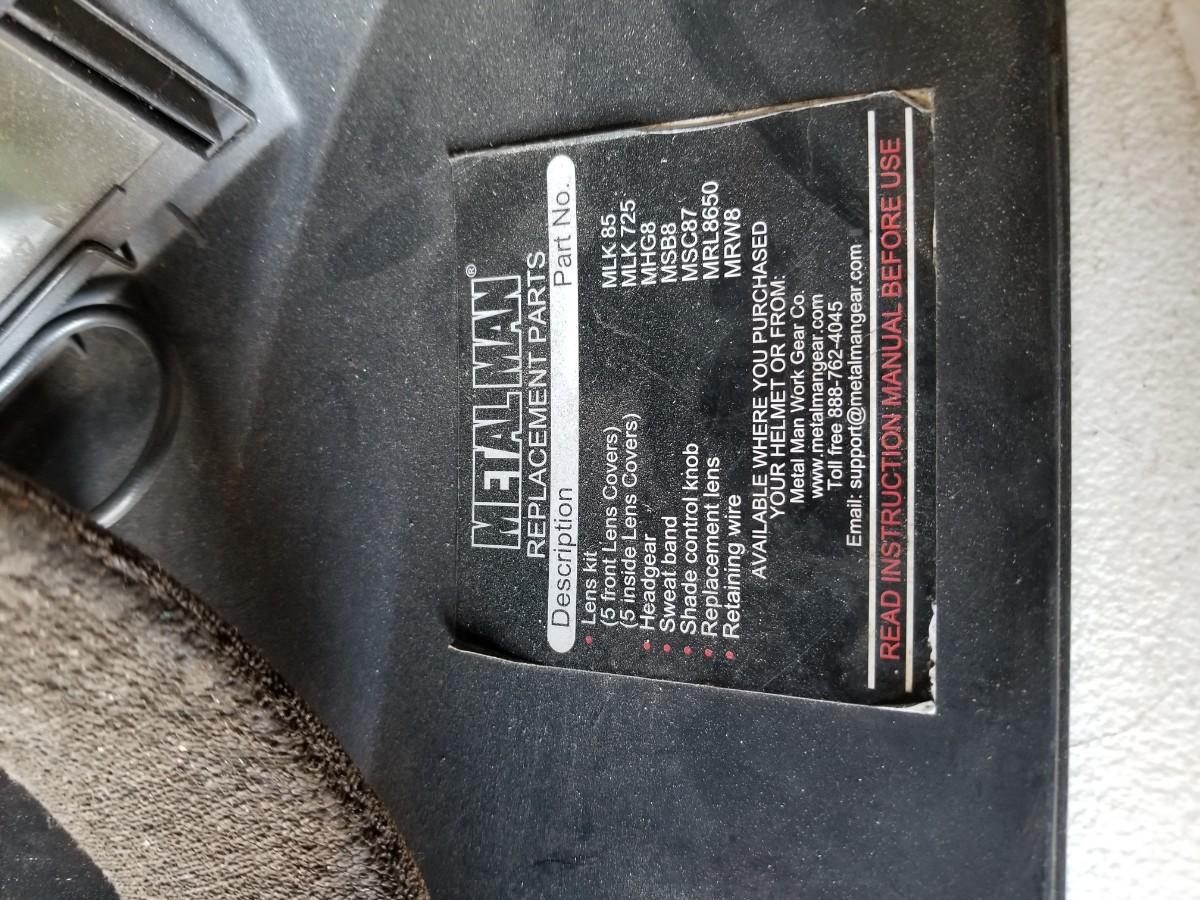 METALMAN®
REPLACEMENT PARTS
Description Part No.
• Lens kit
(5 front Lens Covers) MLK 85
(5 inside Lens Covers) MLK 725
• Headgear MHG8
• Sweat band MSB8
• Shade control knob MSC87
• Replacement lens MRL8650
• Retaining wire MRW8
AVAILABLE WHERE YOU PURCHASED
YOUR HELMET OR FROM:
Metal Man Work Gear Co.
www.metalmangear.com
Toll free 888-762-4045
Email: support@metalmangear.com
READ INSTRUCTION MANUAL BEFORE USE